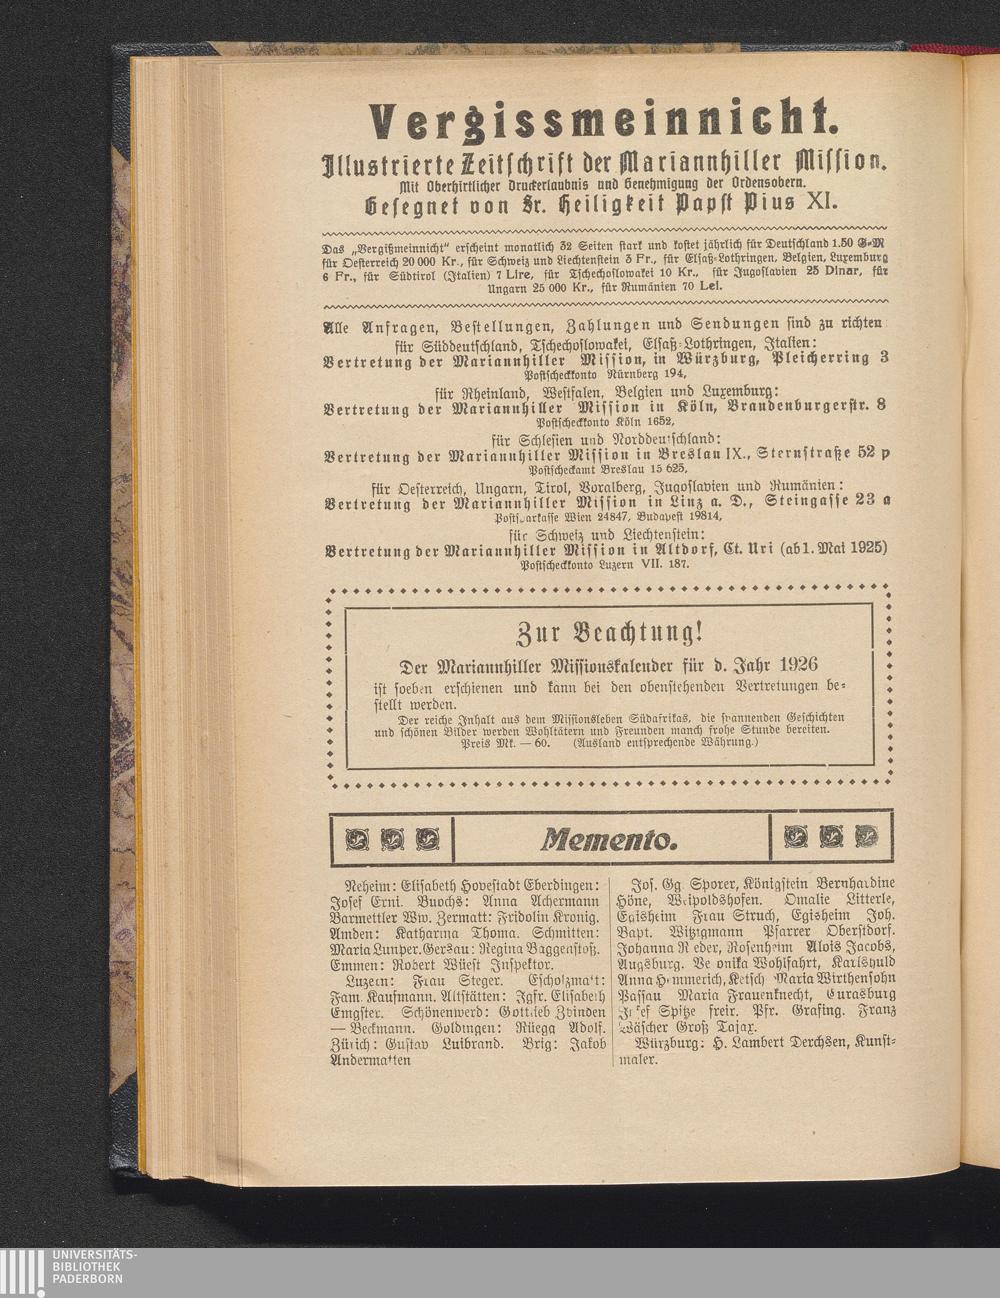 Vergissmeinnicht.
Illustrierte Zeitschrift der Mariannhiller Mission.
Mit Oberhirtlicher Druckerlaubnis und Genehmigung der Ordensobern.
Gesegnet von Sr. Heiligkeit Papst Pius XI.
Das „Vergißmeinnicht“ erscheint monatlich 32 Seiten stark und kostet jährlich für Deutschland 1.50 G-M
für Oesterreich 20 000 Kr., für Schweiz und Liechtenstein 3 Fr., für Elsaß-Lothringen, Belgien, Luxemburg
6 Fr., für Südtirol (Italien) 7 Lire, für Tschechoslowakei 10 Kr., für Jugoslavien 25 Dinar, für
Ungarn 25 000 Kr., für Rumänien 70 Lei.
Alle Anfragen, Bestellungen, Zahlungen und Sendungen sind zu richten
für Süddeutschland, Tschechoslowakei, Elsaß-Lothringen, Italien:
Vertretung der Mariannhiller Mission, in Würzburg, Pleicherring 3
Postscheckkonto Nürnberg 194,
für Rheinland, Westfalen, Belgien und Luxemburg:
Vertretung der Mariannhiller Mission in Köln, Brandenburgerstr. 8
Postscheckkonto Köln 1652,
für Schlesien und Norddeutschland:
Vertretung der Mariannhiller Mission in Breslau IX., Sternstraße 52 p
Postscheckamt Breslau 15 625,
für Oesterreich, Ungarn, Tirol, Voralberg, Jugoslavien und Rumänien:
Vertretung der Mariannhiller Mission in Linz a. D., Steingasse 23 a
Postsparkasse Wien 24847, Budapest 19814,
für Schweiz und Liechtenstein:
Vertretung der Mariannhiller Mission in Altdorf, Ct. Uri (ab 1. Mai 1925)
Postscheckkonto Luzern VII. 187.
Zur Beachtung!
Der Mariannhiller Missionskalender für d. Jahr 1926
ist soeben erschienen und kann bei den obenstehenden Vertretungen be-
stellt werden.
Der reiche Inhalt aus dem Missionsleben Südafrikas, die spannenden Geschichten
und schönen Bilder werden Wohltätern und Freunden manch frohe Stunde bereiten.
Preis Mk. — 60. (Ausland entsprechende Währung.)
Memento.
Neheim: Elisabeth Hovestadt Eberdingen:
Josef Erni. Buochs: Anna Achermann
Barmettler Ww. Zermatt: Fridolin Kronig.
Amden: Katharina Thoma. Schmitten:
Maria Lunper. Gersau: Regina Baggenstoß.
Emmen: Robert Wüest Inspektor.
Luzern: Frau Steger. Escholzmatt:
Fam. Kaufmann. Altstätten: Jgfr. Elisabeth
Emgster. Schönenwerd: Gottlieb Zbinden
— Beckmann. Goldingen: Rüegg Adolf.
Zürich: Gustav Luibrand. Brig: Jakob
Andermatten
Jos. Gg Sporer, Königstein Bernhardine
Höne, Weipoldshofen. Omalie Litterle,
Egisheim Frau Struch, Egisheim Joh.
Bapt. Witzigmann Pfarrer Oberstdorf.
Johanna Reder, Rosenheim Alois Jacobs,
Augsburg. Veronika Wohlfahrt, Karlshuld
Anna Hemmerich, Ketsch Maria Wirthensohn
Passau Maria Frauenknecht, Eurasburg
Josef Spitze freir. Pfr. Grafing. Franz
Wäscher Groß Tajax.
Würzburg: H. Lambert Derchsen, Kunst-
maler.
UNIVERSITÄTS-
BIBLIOTHEK
PADERBORN